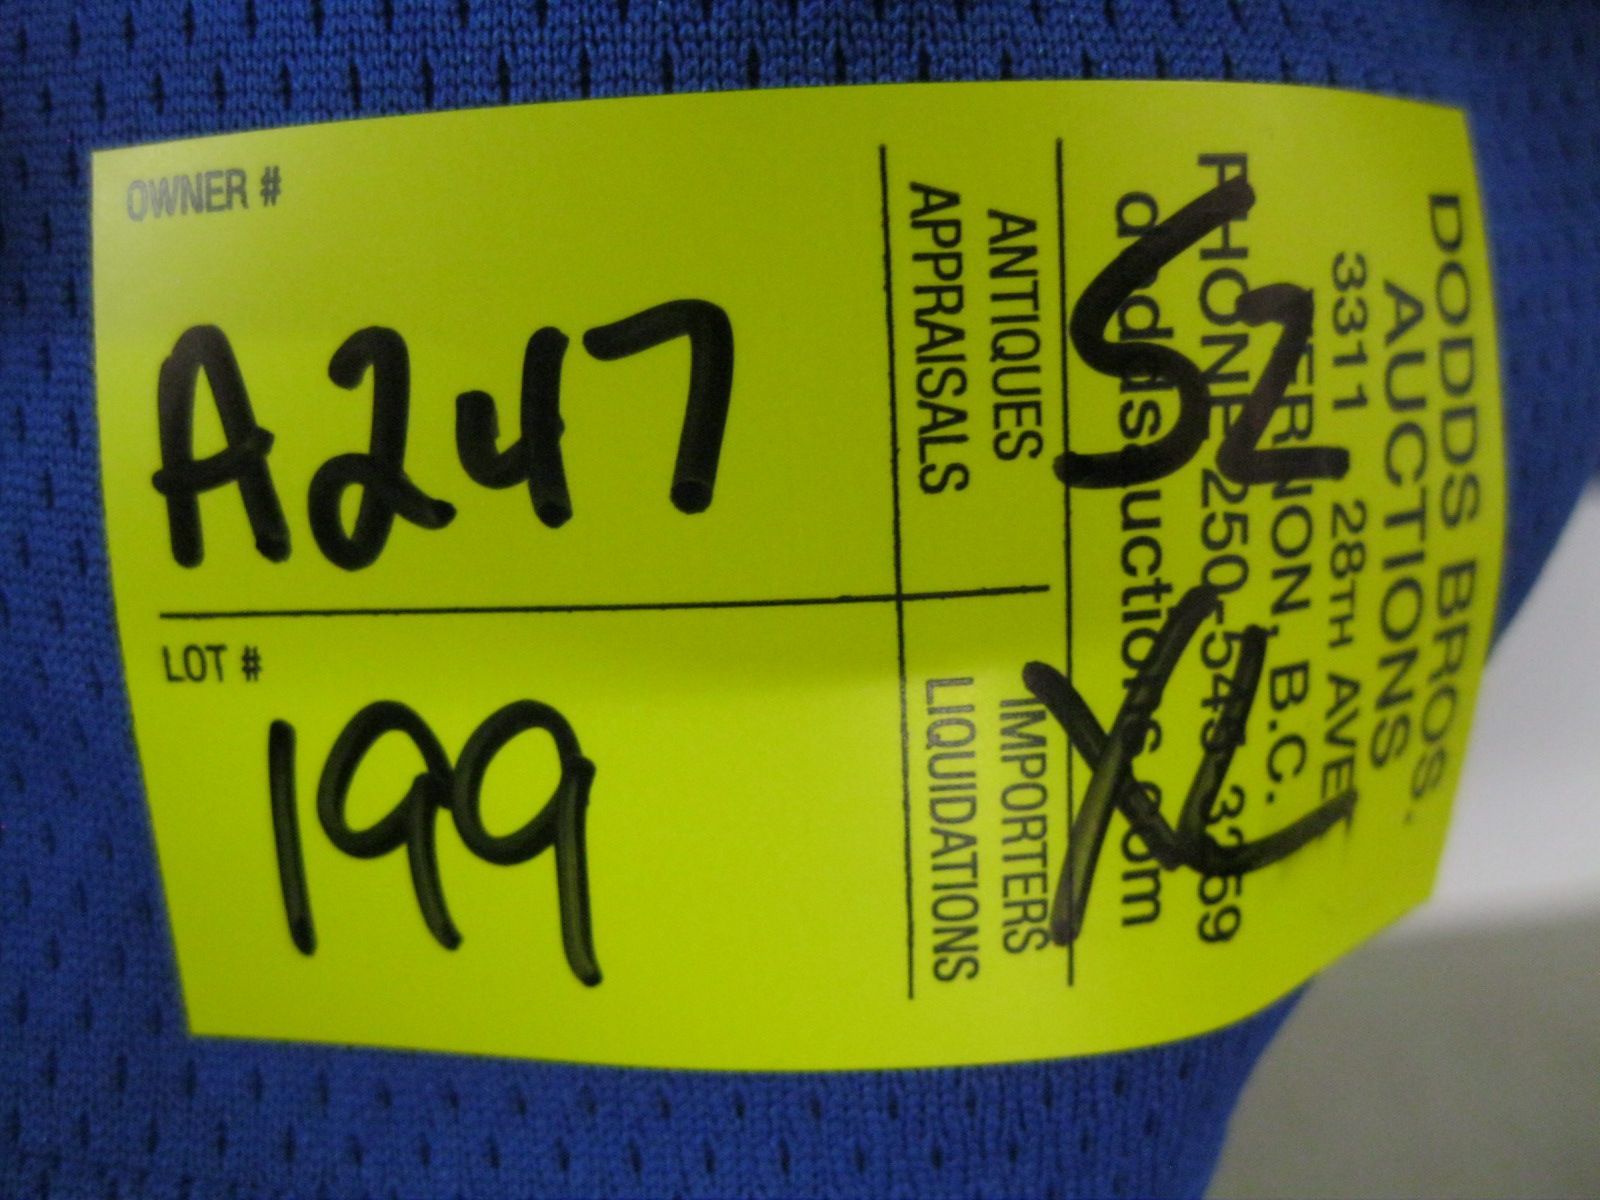 OWNER #
A247
LOT #
199
ANTIQUES
APPRAISALS
IMPORTERS
LIQUIDATIONS
SZ
XL
DODDS BROS.
AUCTIONS
3311 28TH AVE
VERNON, B.C.
PHONE 250-545-3259
doddsauctions.com